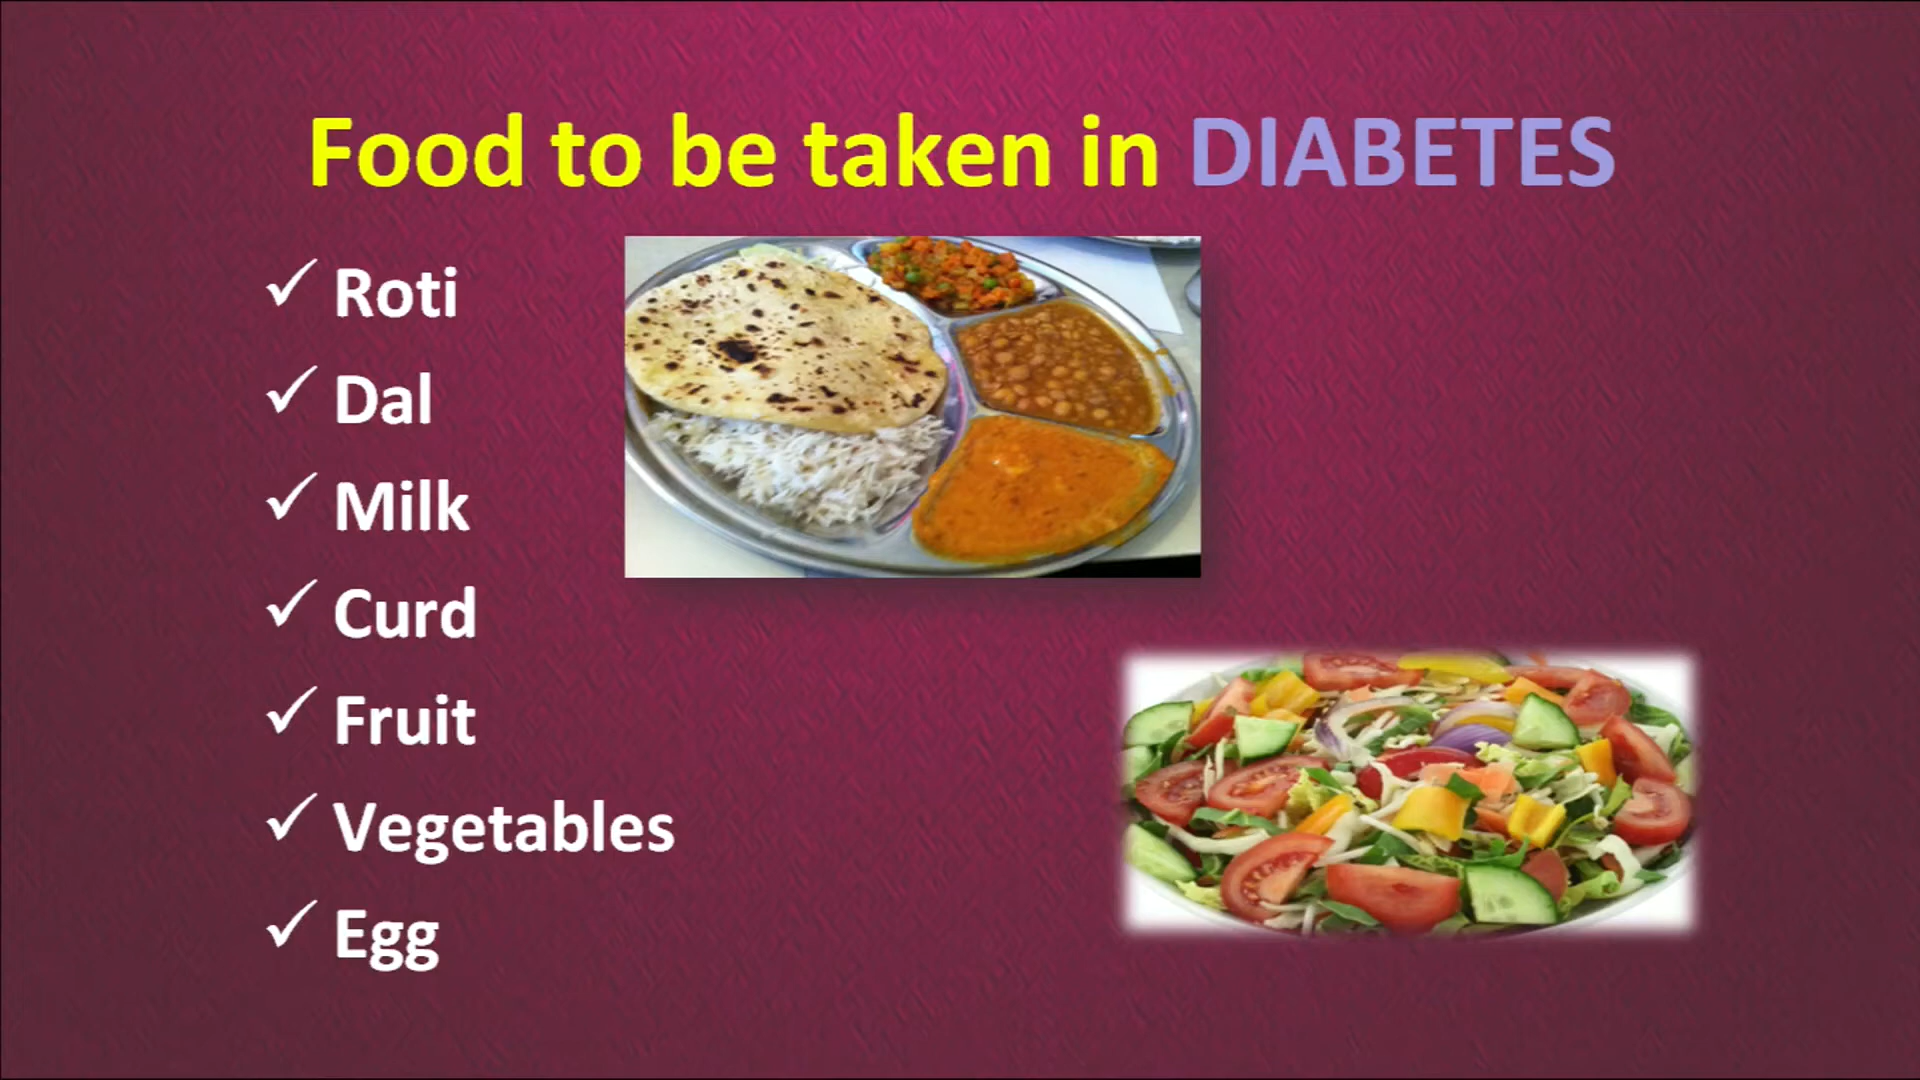 Food to be taken in DIABETES
✓ Roti
✓ Dal
✓ Milk
✓ Curd
✓ Fruit
✓ Vegetables
✓ Egg